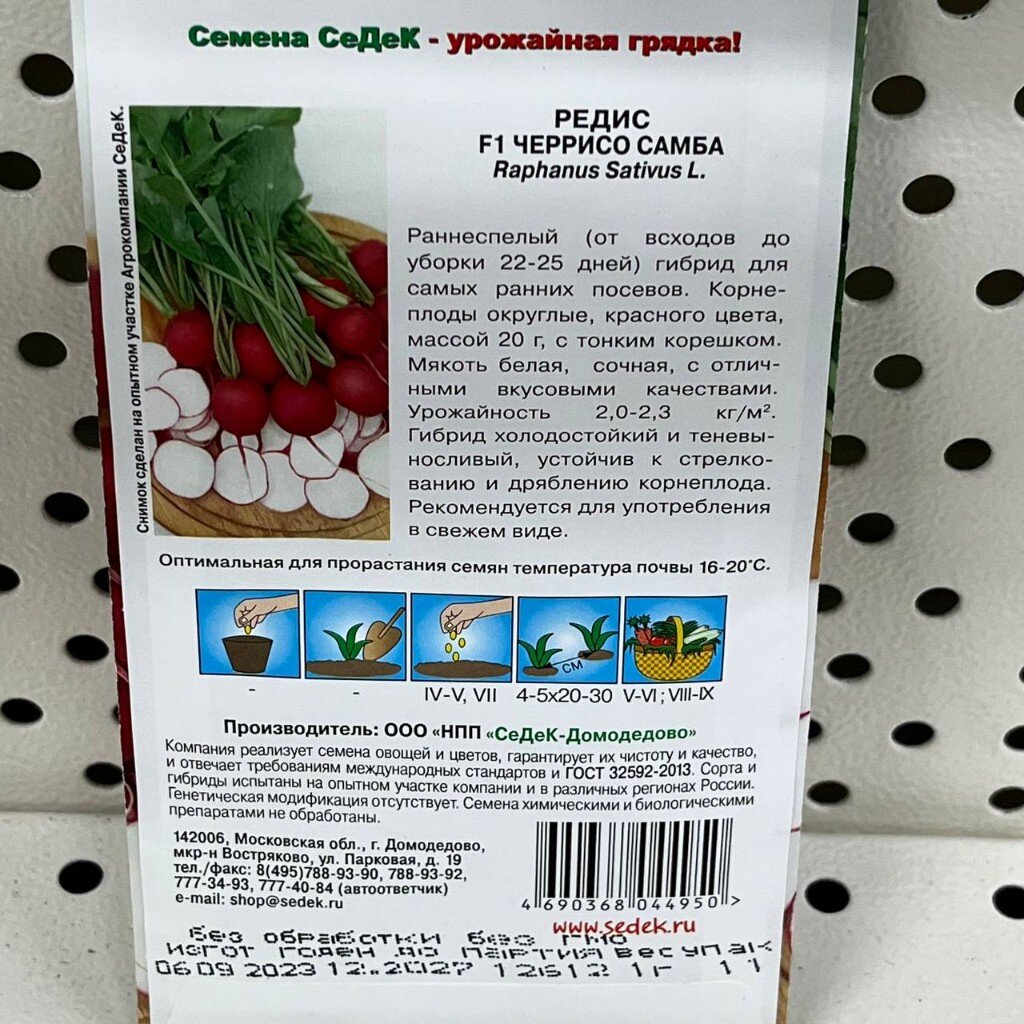 Семена СеДеК - урожайная грядка!
Снимок сделан на опытном участке Агрокомпании СеДеК.
РЕДИС
F1 ЧЕРРИСО САМБА
Raphanus Sativus L.
Раннеспелый (от всходов до
уборки 22-25 дней) гибрид для
самых ранних посевов. Корне-
плоды округлые, красного цвета,
массой 20 г, с тонким корешком.
Мякоть белая, сочная, с отлич-
ными вкусовыми качествами.
Урожайность 2,0-2,3 кг/м².
Гибрид холодостойкий и теневы-
носливый, устойчив к стрелко-
ванию и дряблению корнеплода.
Рекомендуется для употребления
в свежем виде.
Оптимальная для прорастания семян температура почвы 16-20°С.
см
- - IV-V, VII 4-5х20-30 V-VI ; VIII-IX
Производитель: ООО «НПП «СеДеК-Домодедово»
Компания реализует семена овощей и цветов, гарантирует их чистоту и качество,
и отвечает требованиям международных стандартов и ГОСТ 32592-2013. Сорта и
гибриды испытаны на опытном участке компании и в различных регионах России.
Генетическая модификация отсутствует. Семена химическими и биологическими
препаратами не обработаны.
142006, Московская обл., г. Домодедово,
мкр-н Востряково, ул. Парковая, д. 19
тел./факс: 8(495)788-93-90, 788-93-92,
777-34-93, 777-40-84 (автоответчик)
e-mail: shop@sedek.ru
4 690368 044950 >
www.sedek.ru
без обработки без ГМО
изгот годен до партия вес упак
06 09 2023 12.2027 12612 1г 11